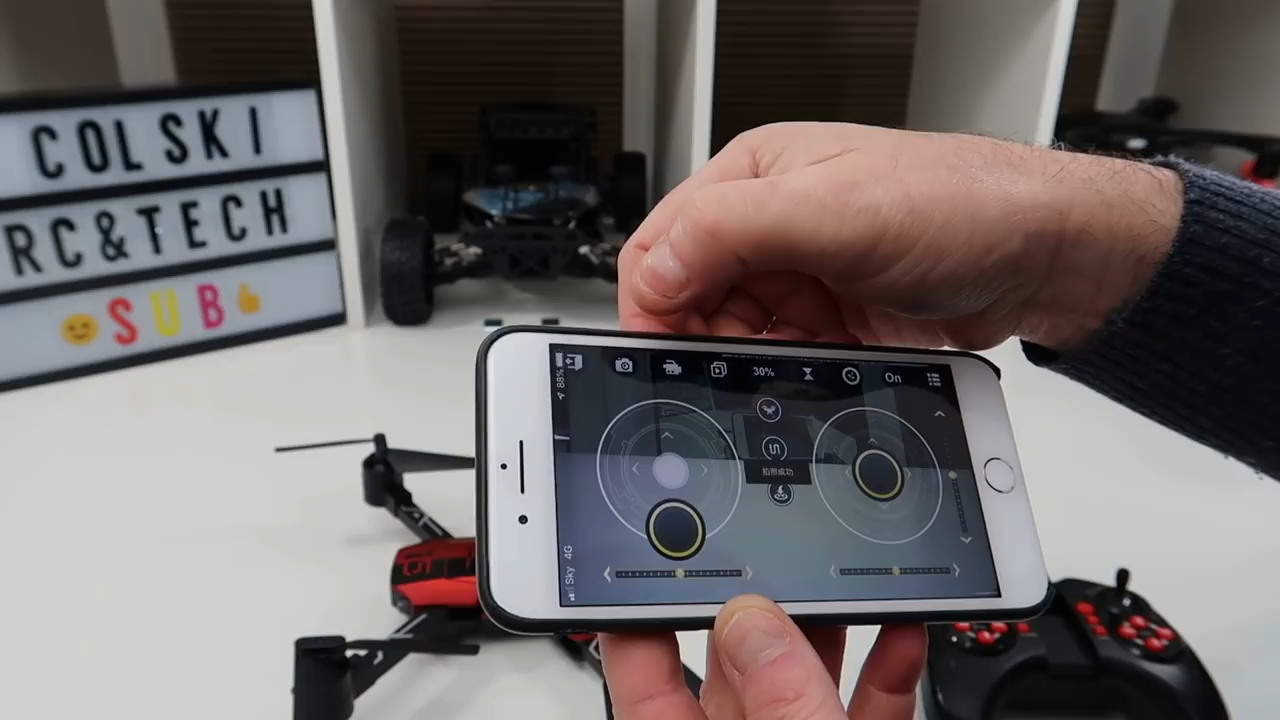 COLSKI
RC&TECH
SUB
88%
30%
On
拍照成功
Sky 4G